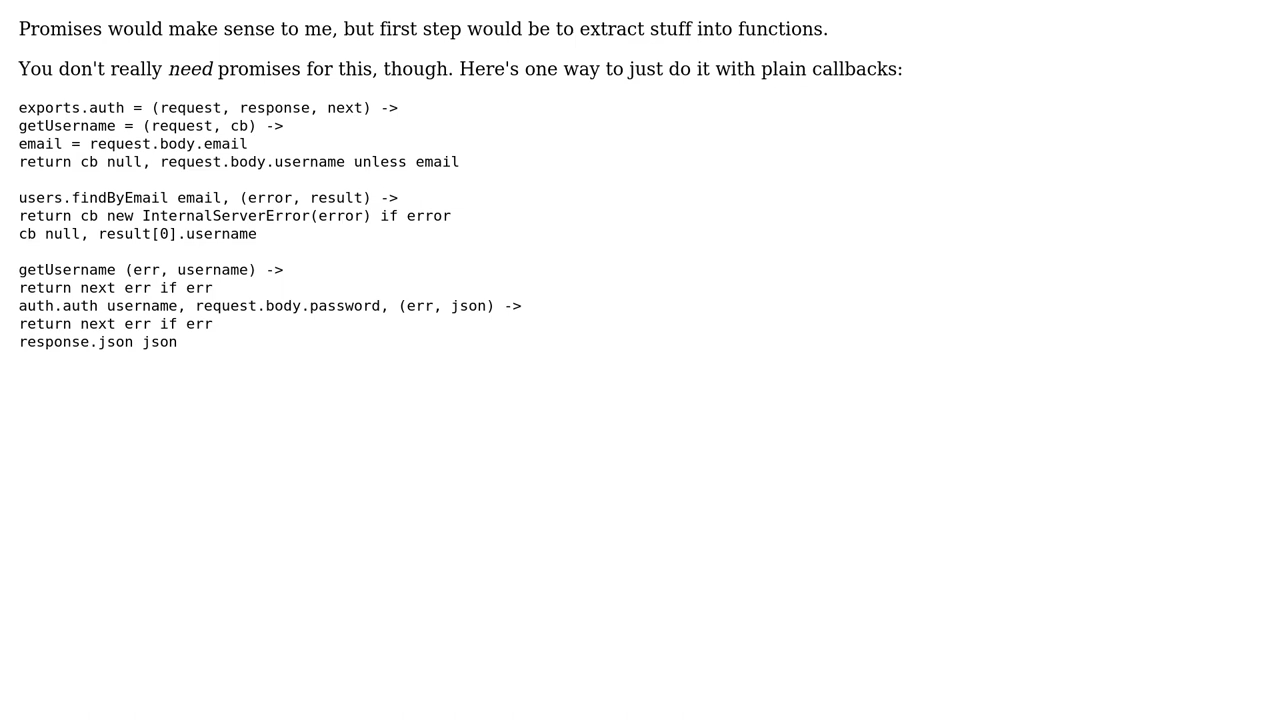 Promises would make sense to me, but first step would be to extract stuff into functions.
You don't really need promises for this, though. Here's one way to just do it with plain callbacks:
exports.auth = (request, response, next) ->
getUsername = (request, cb) ->
email = request.body.email
return cb null, request.body.username unless email
users.findByEmail email, (error, result) ->
return cb new InternalServerError(error) if error
cb null, result[0].username
getUsername (err, username) ->
return next err if err
auth.auth username, request.body.password, (err, json) ->
return next err if err
response.json json